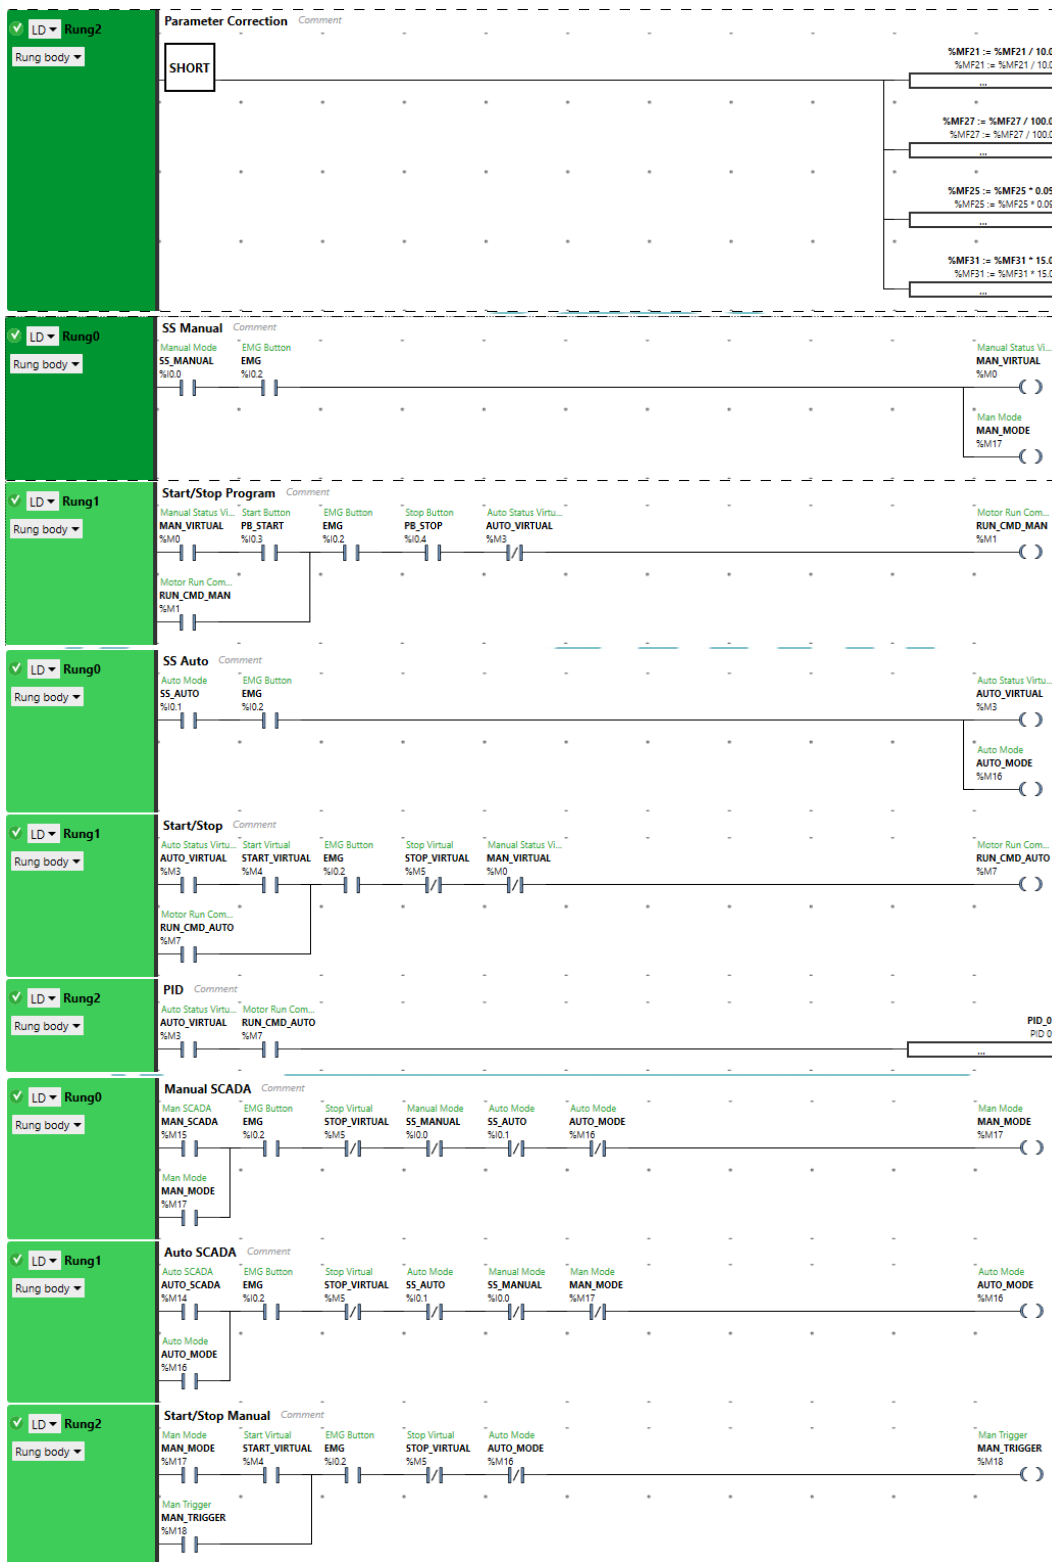 Parameter Correction Comment
LD Rung2
Rung body
SHORT
%MF21 := %MF21 / 10.0
%MF21 := %MF21 / 10.0
...
%MF27 := %MF27 / 100.0
%MF27 := %MF27 / 100.0
...
%MF25 := %MF25 * 0.09
%MF25 := %MF25 * 0.09
...
%MF31 := %MF31 * 15.0
%MF31 := %MF31 * 15.0
...
SS Manual Comment
LD Rung0
Rung body
Manual Mode EMG Button Manual Status Vi...
SS_MANUAL EMG MAN_VIRTUAL
%I0.0 %I0.2 %M0
Man Mode
MAN_MODE
%M17
Start/Stop Program Comment
LD Rung1
Rung body
Manual Status Vi... Start Button EMG Button Stop Button Auto Status Virtu... Motor Run Com...
MAN_VIRTUAL PB_START EMG PB_STOP AUTO_VIRTUAL RUN_CMD_MAN
%M0 %I0.3 %I0.2 %I0.4 %M3 %M1
Motor Run Com...
RUN_CMD_MAN
%M1
SS Auto Comment
LD Rung0
Rung body
Auto Mode EMG Button Auto Status Virtu...
SS_AUTO EMG AUTO_VIRTUAL
%I0.1 %I0.2 %M3
Auto Mode
AUTO_MODE
%M16
Start/Stop Comment
LD Rung1
Rung body
Auto Status Virtu... Start Virtual EMG Button Stop Virtual Manual Status Vi... Motor Run Com...
AUTO_VIRTUAL START_VIRTUAL EMG STOP_VIRTUAL MAN_VIRTUAL RUN_CMD_AUTO
%M3 %M4 %I0.2 %M5 %M0 %M7
Motor Run Com...
RUN_CMD_AUTO
%M7
PID Comment
LD Rung2
Rung body
Auto Status Virtu... Motor Run Com...
AUTO_VIRTUAL RUN_CMD_AUTO PID_0
%M3 %M7 PID 0
...
Manual SCADA Comment
LD Rung0
Rung body
Man SCADA EMG Button Stop Virtual Manual Mode Auto Mode Auto Mode Man Mode
MAN_SCADA EMG STOP_VIRTUAL SS_MANUAL SS_AUTO AUTO_MODE MAN_MODE
%M15 %I0.2 %M5 %I0.0 %I0.1 %M16 %M17
Man Mode
MAN_MODE
%M17
Auto SCADA Comment
LD Rung1
Rung body
Auto SCADA EMG Button Stop Virtual Auto Mode Manual Mode Man Mode Auto Mode
AUTO_SCADA EMG STOP_VIRTUAL SS_AUTO SS_MANUAL MAN_MODE AUTO_MODE
%M14 %I0.2 %M5 %I0.1 %I0.0 %M17 %M16
Auto Mode
AUTO_MODE
%M16
Start/Stop Manual Comment
LD Rung2
Rung body
Man Mode Start Virtual EMG Button Stop Virtual Auto Mode Man Trigger
MAN_MODE START_VIRTUAL EMG STOP_VIRTUAL AUTO_MODE MAN_TRIGGER
%M17 %M4 %I0.2 %M5 %M16 %M18
Man Trigger
MAN_TRIGGER
%M18